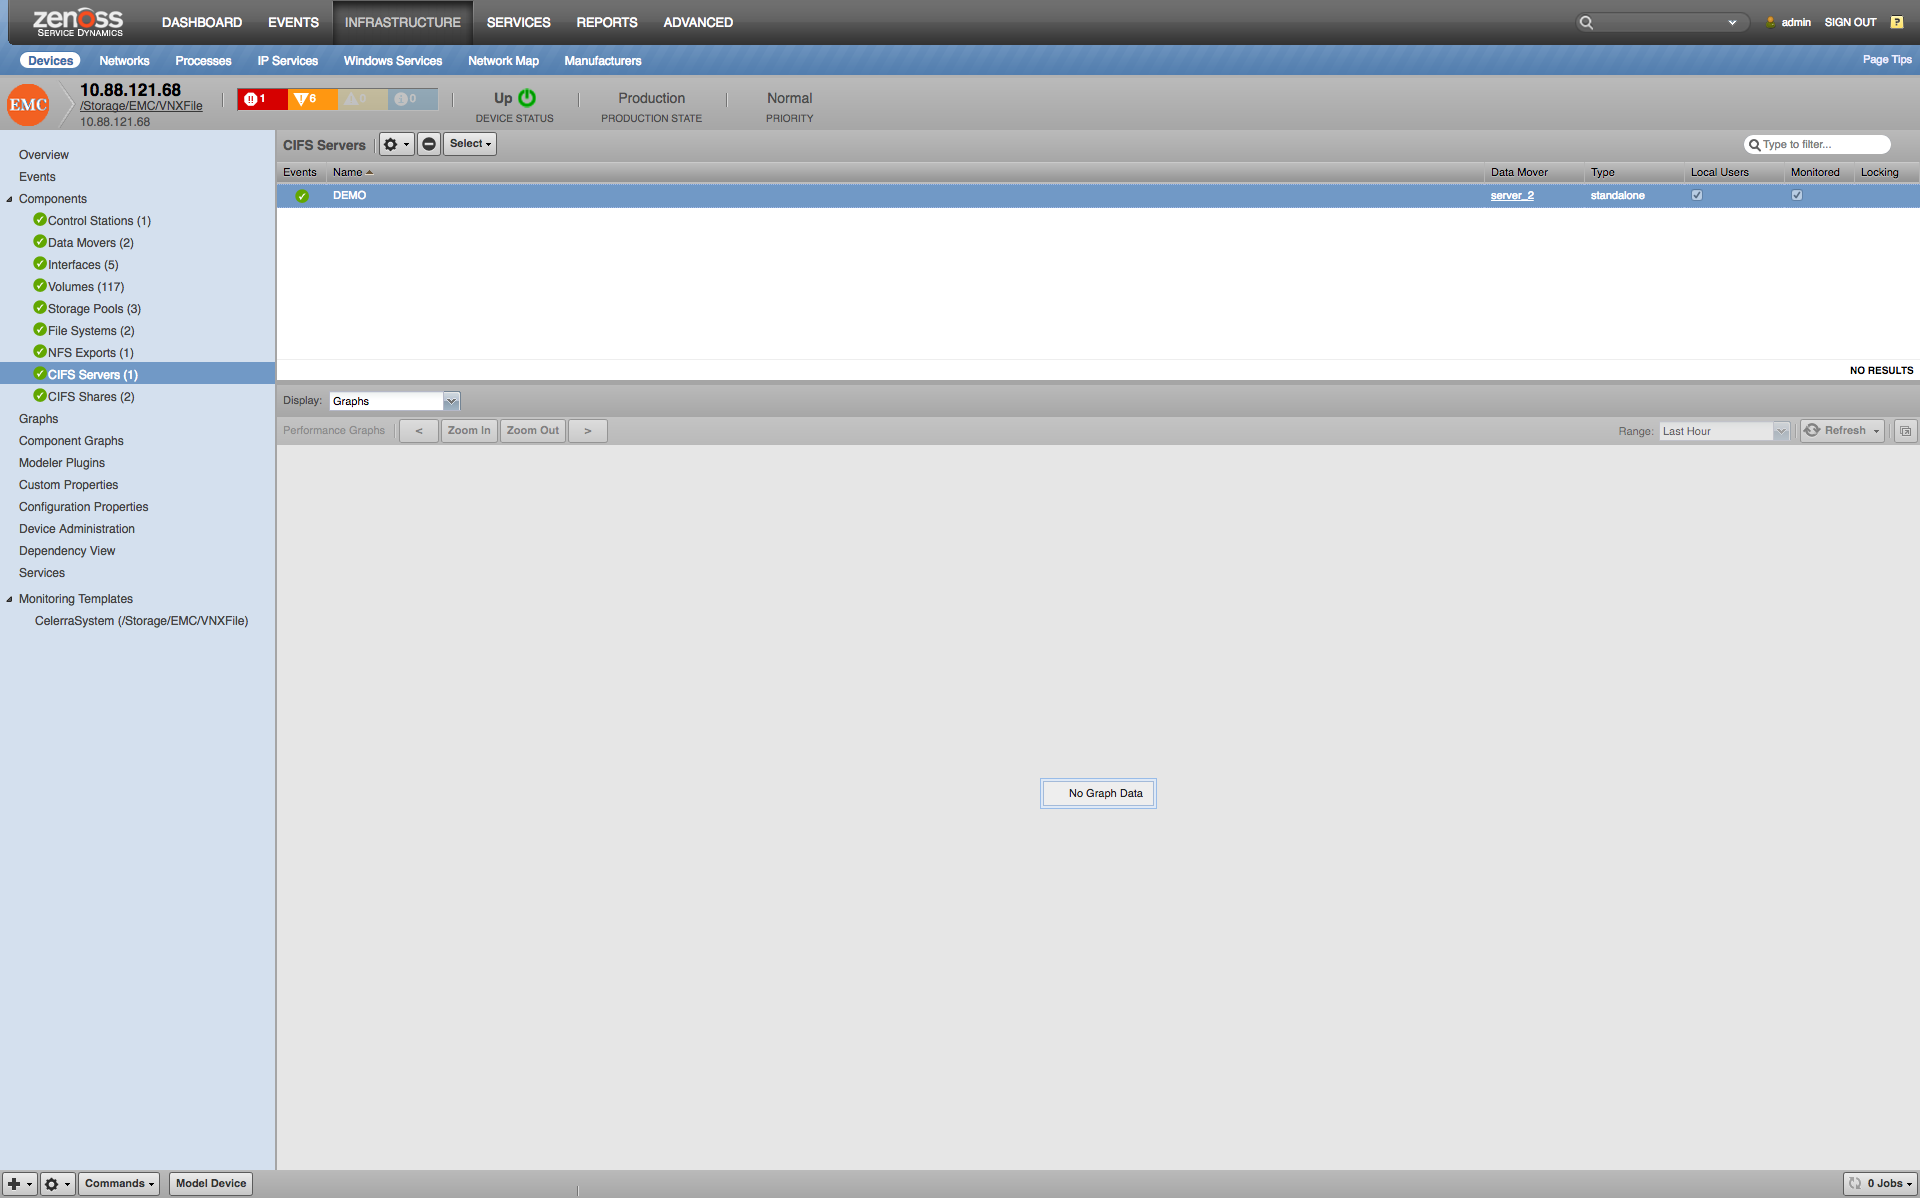 zenoss
SERVICE DYNAMICS
DASHBOARD EVENTS INFRASTRUCTURE SERVICES REPORTS ADVANCED
admin SIGN OUT ?
Devices Networks Processes IP Services Windows Services Network Map Manufacturers Page Tips
EMC
10.88.121.68
/Storage/EMC/VNXFile
10.88.121.68
1 6 0 0
Up
DEVICE STATUS
Production
PRODUCTION STATE
Normal
PRIORITY
Overview
Events
Components
Control Stations (1)
Data Movers (2)
Interfaces (5)
Volumes (117)
Storage Pools (3)
File Systems (2)
NFS Exports (1)
CIFS Servers (1)
CIFS Shares (2)
Graphs
Component Graphs
Modeler Plugins
Custom Properties
Configuration Properties
Device Administration
Dependency View
Services
Monitoring Templates
CelerraSystem (/Storage/EMC/VNXFile)
CIFS Servers Select Type to filter...
Events Name Data Mover Type Local Users Monitored Locking
DEMO server_2 standalone
NO RESULTS
Display: Graphs
Performance Graphs < Zoom In Zoom Out > Range: Last Hour Refresh
No Graph Data
Commands Model Device 0 Jobs